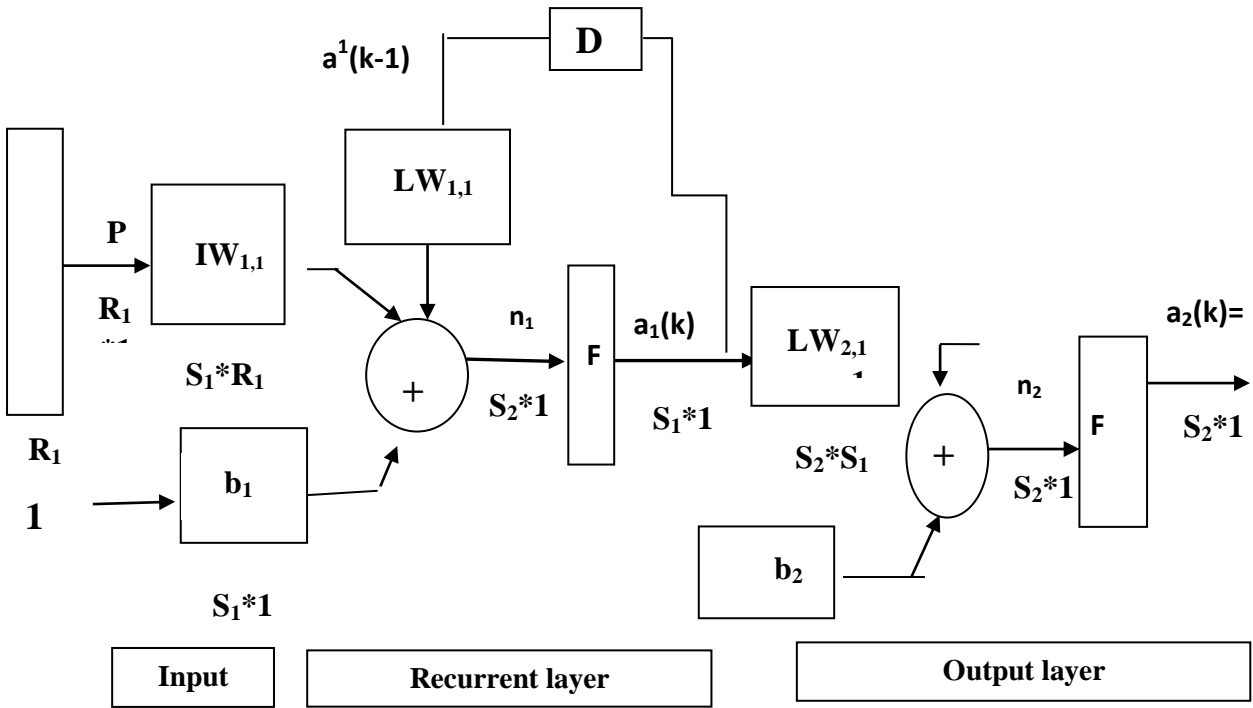 D
a¹(k-1)
LW₁,₁
P
IW₁,₁
R₁
S₁*R₁
+
n₁
S₂*1
F
a₁(k)
S₁*1
LW₂,₁
S₂*S₁
a₂(k)=
n₂
F
S₂*1
+
S₂*1
R₁
1
b₁
S₁*1
b₂
Input
Recurrent layer
Output layer